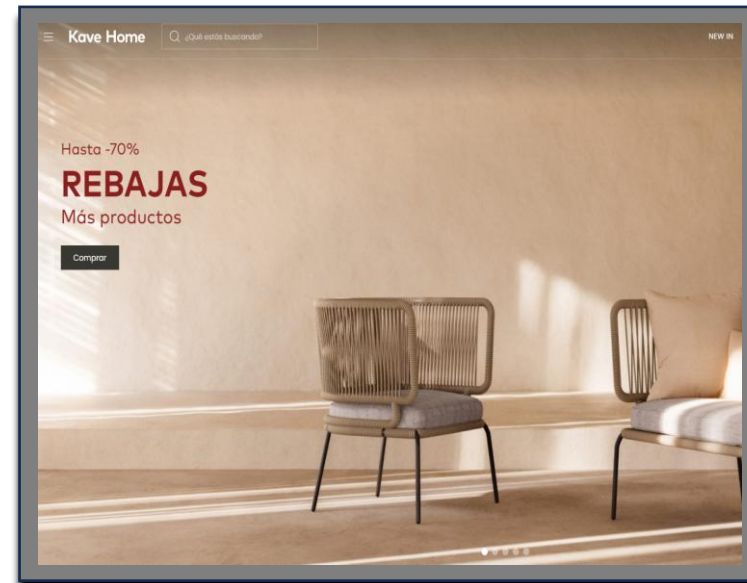 Kave Home
¿Qué estás buscando?
NEW IN
Hasta -70%
REBAJAS
Más productos
Comprar